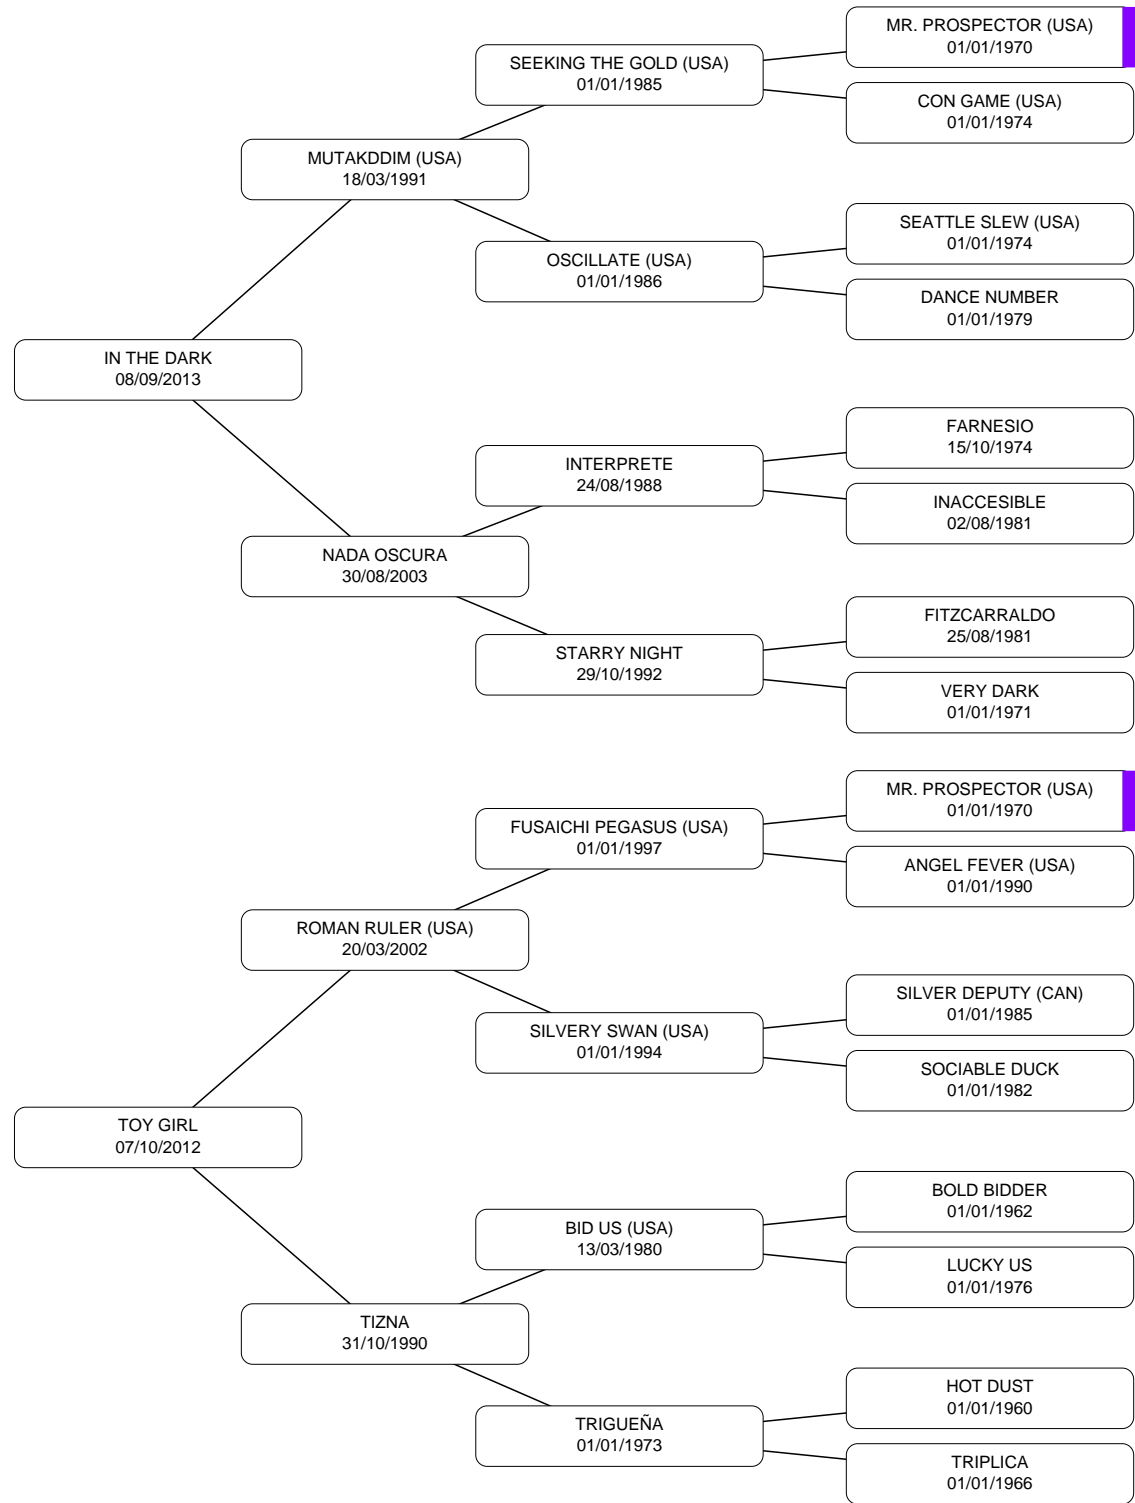 MR. PROSPECTOR (USA)
01/01/1970
SEEKING THE GOLD (USA)
01/01/1985
CON GAME (USA)
01/01/1974
MUTAKDDIM (USA)
18/03/1991
SEATTLE SLEW (USA)
01/01/1974
OSCILLATE (USA)
01/01/1986
DANCE NUMBER
01/01/1979
IN THE DARK
08/09/2013
FARNESIO
15/10/1974
INTERPRETE
24/08/1988
INACCESIBLE
02/08/1981
NADA OSCURA
30/08/2003
FITZCARRALDO
25/08/1981
STARRY NIGHT
29/10/1992
VERY DARK
01/01/1971
MR. PROSPECTOR (USA)
01/01/1970
FUSAICHI PEGASUS (USA)
01/01/1997
ANGEL FEVER (USA)
01/01/1990
ROMAN RULER (USA)
20/03/2002
SILVER DEPUTY (CAN)
01/01/1985
SILVERY SWAN (USA)
01/01/1994
SOCIABLE DUCK
01/01/1982
TOY GIRL
07/10/2012
BOLD BIDDER
01/01/1962
BID US (USA)
13/03/1980
LUCKY US
01/01/1976
TIZNA
31/10/1990
HOT DUST
01/01/1960
TRIGUEÑA
01/01/1973
TRIPLICA
01/01/1966